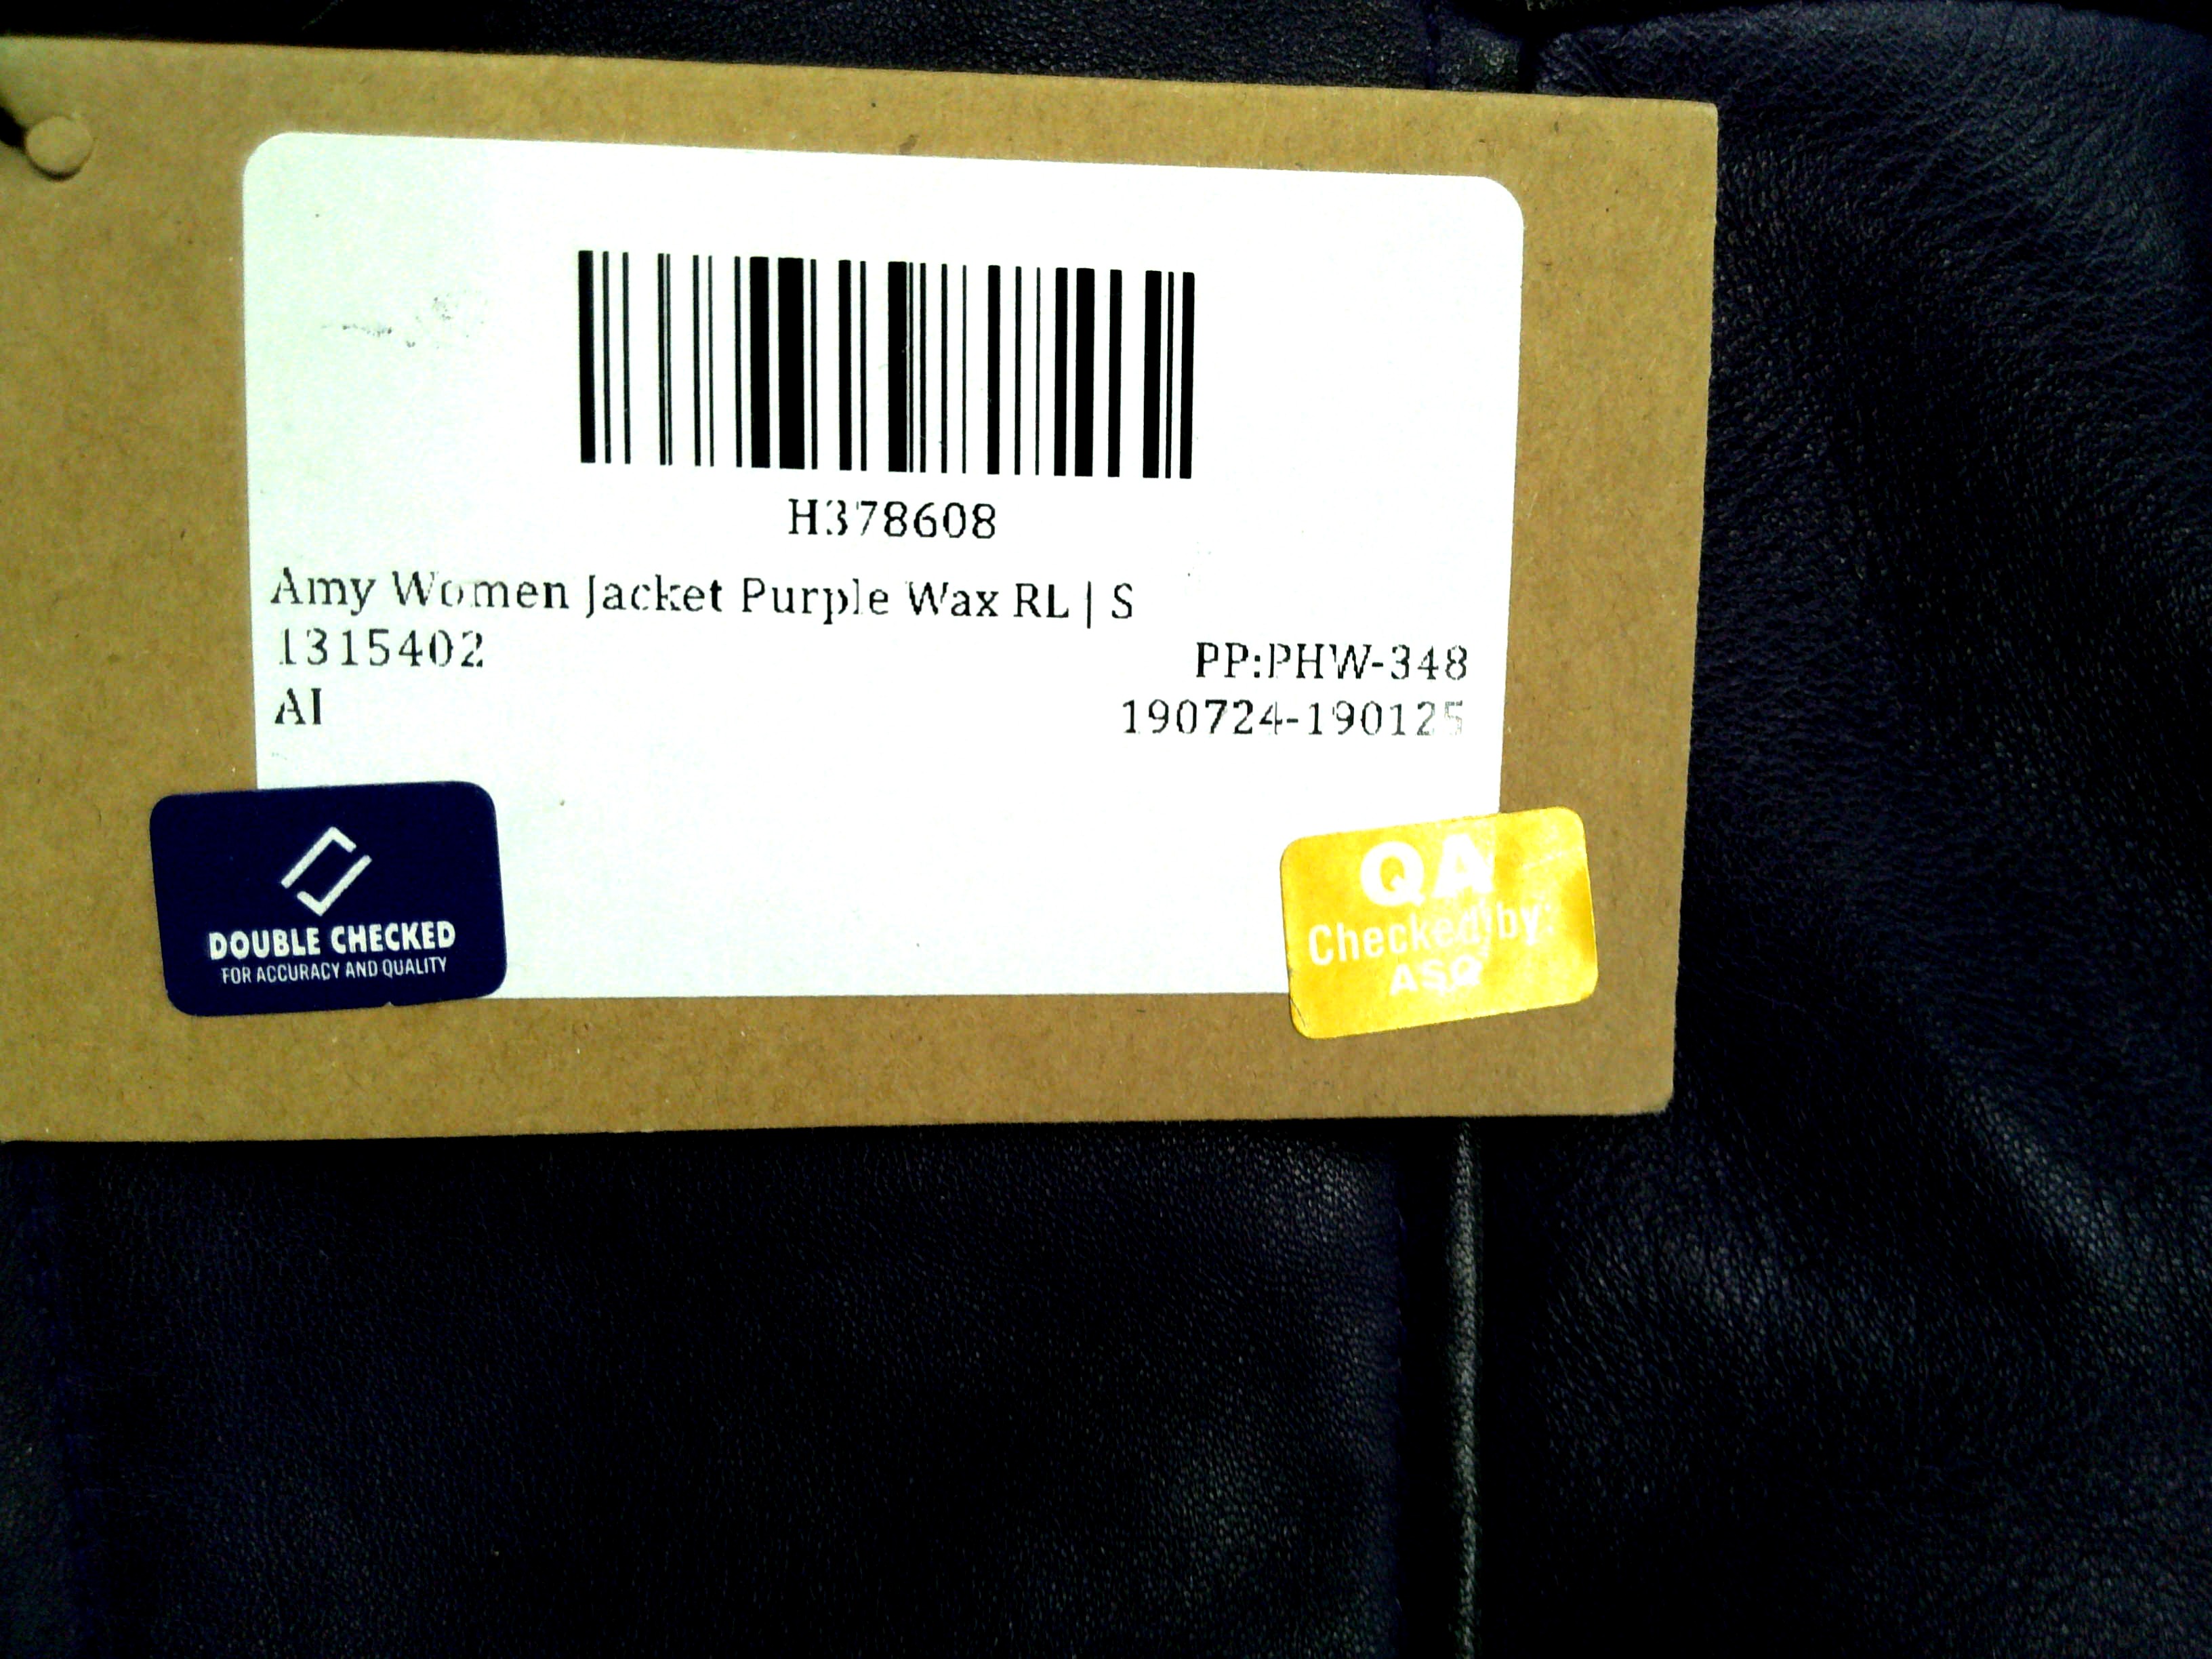 H378608
Amy Women Jacket Purple Wax RL | S
1315402
PP:PHW-348
AI
190724-190125
DOUBLE CHECKED
FOR ACCURACY AND QUALITY
QA
Checked by:
ASQ